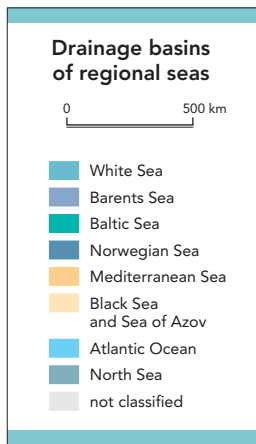 Drainage basins
of regional seas
0 500 km
White Sea
Barents Sea
Baltic Sea
Norwegian Sea
Mediterranean Sea
Black Sea
and Sea of Azov
Atlantic Ocean
North Sea
not classified